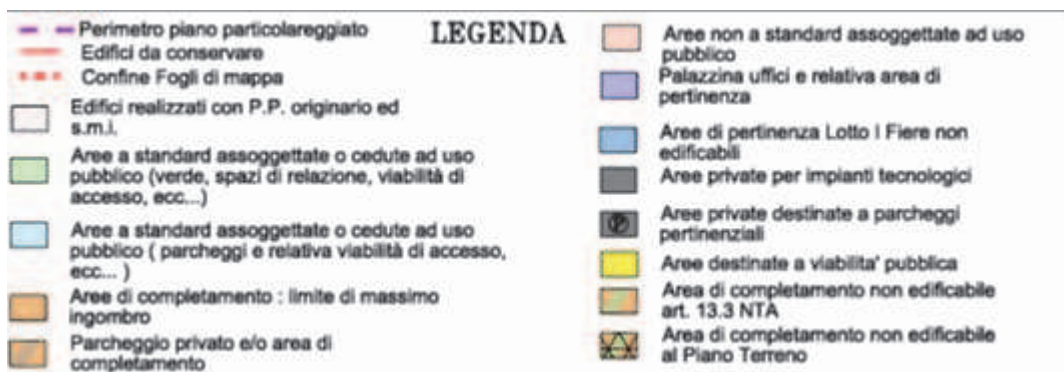 LEGENDA
Perimetro piano particolareggiato
Edifici da conservare
Confine Fogli di mappa
Edifici realizzati con P.P. originario ed
s.m.i.
Aree a standard assoggettate o cedute ad uso
pubblico (verde, spazi di relazione, viabilità di
accesso, ecc...)
Aree a standard assoggettate o cedute ad uso
pubblico ( parcheggi e relativa viabilità di accesso,
ecc... )
Aree di completamento : limite di massimo
ingombro
Parcheggio privato e/o area di
completamento
Aree non a standard assoggettate ad uso
pubblico
Palazzina uffici e relativa area di
pertinenza
Aree di pertinenza Lotto I Fiere non
edificabili
Aree private per impianti tecnologici
P
Aree private destinate a parcheggi
pertinenziali
Aree destinate a viabilita' pubblica
Area di completamento non edificabile
art. 13.3 NTA
Area di completamento non edificabile
al Piano Terreno